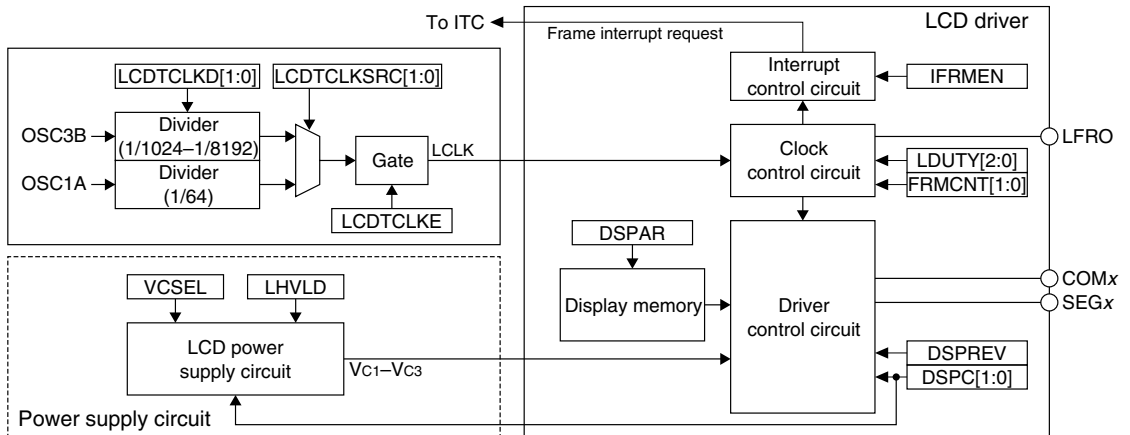 To ITC
Frame interrupt request
LCD driver
LCDTCLKD[1:0]
LCDTCLKSRC[1:0]
Interrupt
control circuit
IFRMEN
OSC3B
Divider
(1/1024–1/8192)
OSC1A
Divider
(1/64)
Gate
LCLK
LCDTCLKE
Clock
control circuit
LFRO
LDUTY[2:0]
FRMCNT[1:0]
DSPAR
Display memory
Driver
control circuit
COMx
SEGx
VCSEL
LHVLD
LCD power
supply circuit
VC1–VC3
DSPREV
DSPC[1:0]
Power supply circuit